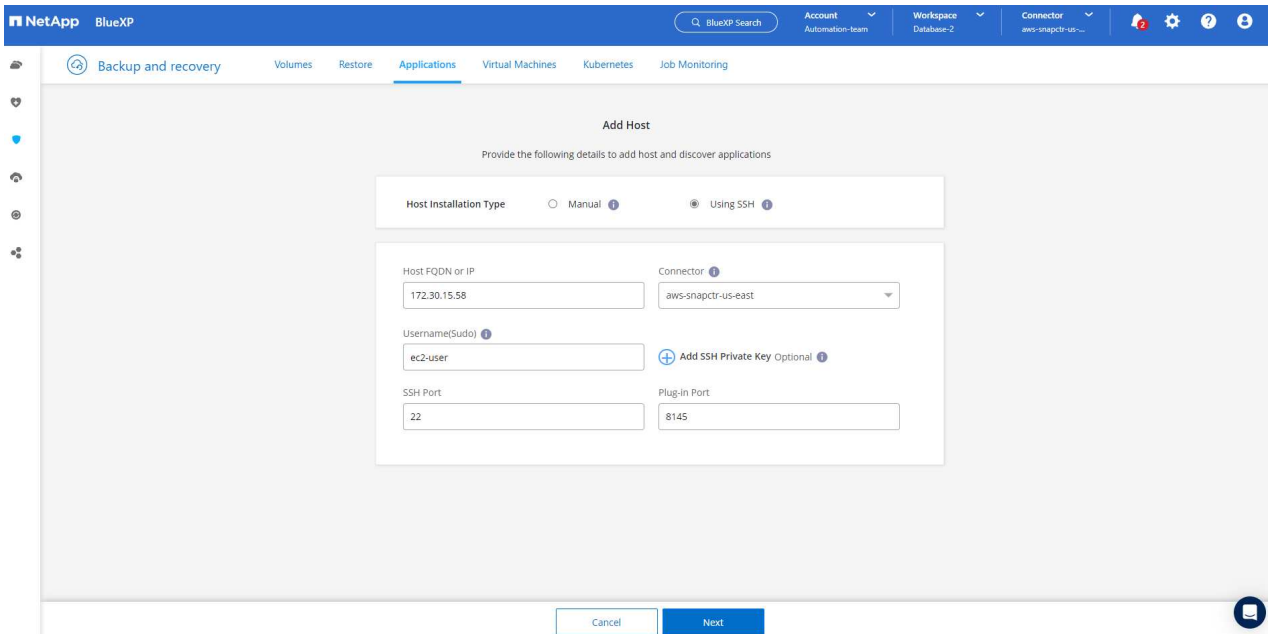 NetApp BlueXP
BlueXP Search
Account
Automation-team
Workspace
Database-2
Connector
aws-snapctr-us-...
2
Backup and recovery
Volumes Restore Applications Virtual Machines Kubernetes Job Monitoring
Add Host
Provide the following details to add host and discover applications
Host Installation Type Manual i Using SSH i
Host FQDN or IP Connector i
172.30.15.58 aws-snapctr-us-east
Username(Sudo) i
ec2-user Add SSH Private Key Optional i
SSH Port Plug-in Port
22 8145
Cancel Next